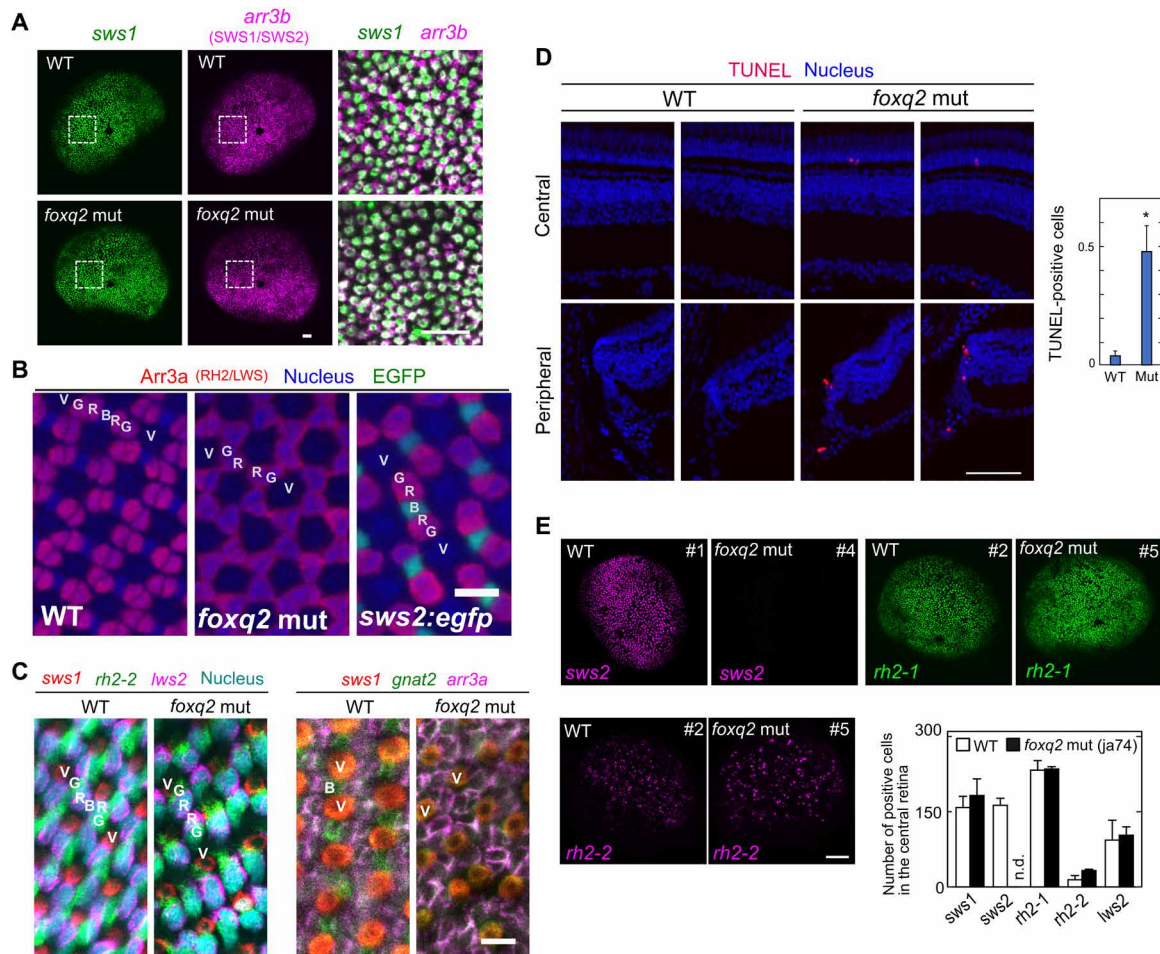 A
sws1
arr3b
(SWS1/SWS2)
sws1 arr3b
WT
WT
foxq2 mut
foxq2 mut
B
Arr3a (RH2/LWS) Nucleus EGFP
V G R B R G V
V G R R G V
V G R B R G V
WT
foxq2 mut
sws2:egfp
C
sws1 rh2-2 lws2 Nucleus
WT
foxq2 mut
V G R B R G V
V G R R G V
sws1 gnat2 arr3a
WT
foxq2 mut
V B V
V V
D
TUNEL Nucleus
WT
foxq2 mut
Central
Peripheral
TUNEL-positive cells
0.5
0
*
WT Mut
E
WT #1
sws2
foxq2 mut #4
sws2
WT #2
rh2-1
foxq2 mut #5
rh2-1
WT #2
rh2-2
foxq2 mut #5
rh2-2
WT foxq2 mut (ja74)
Number of positive cells
in the central retina
300
150
0
n.d.
sws1 sws2 rh2-1 rh2-2 lws2